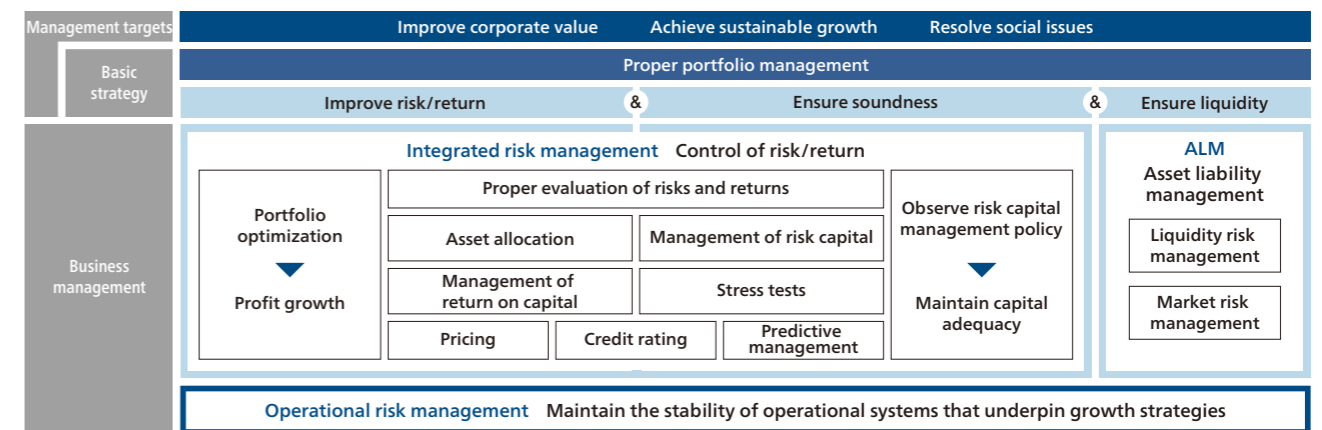 Management targets
Improve corporate value Achieve sustainable growth Resolve social issues
Basic
strategy
Proper portfolio management
Improve risk/return & Ensure soundness & Ensure liquidity
Business
management
Integrated risk management Control of risk/return
Portfolio
optimization
Profit growth
Proper evaluation of risks and returns
Asset allocation
Management of risk capital
Management of
return on capital
Stress tests
Pricing
Credit rating
Predictive
management
Observe risk capital
management policy
Maintain capital
adequacy
ALM
Asset liability
management
Liquidity risk
management
Market risk
management
Operational risk management Maintain the stability of operational systems that underpin growth strategies